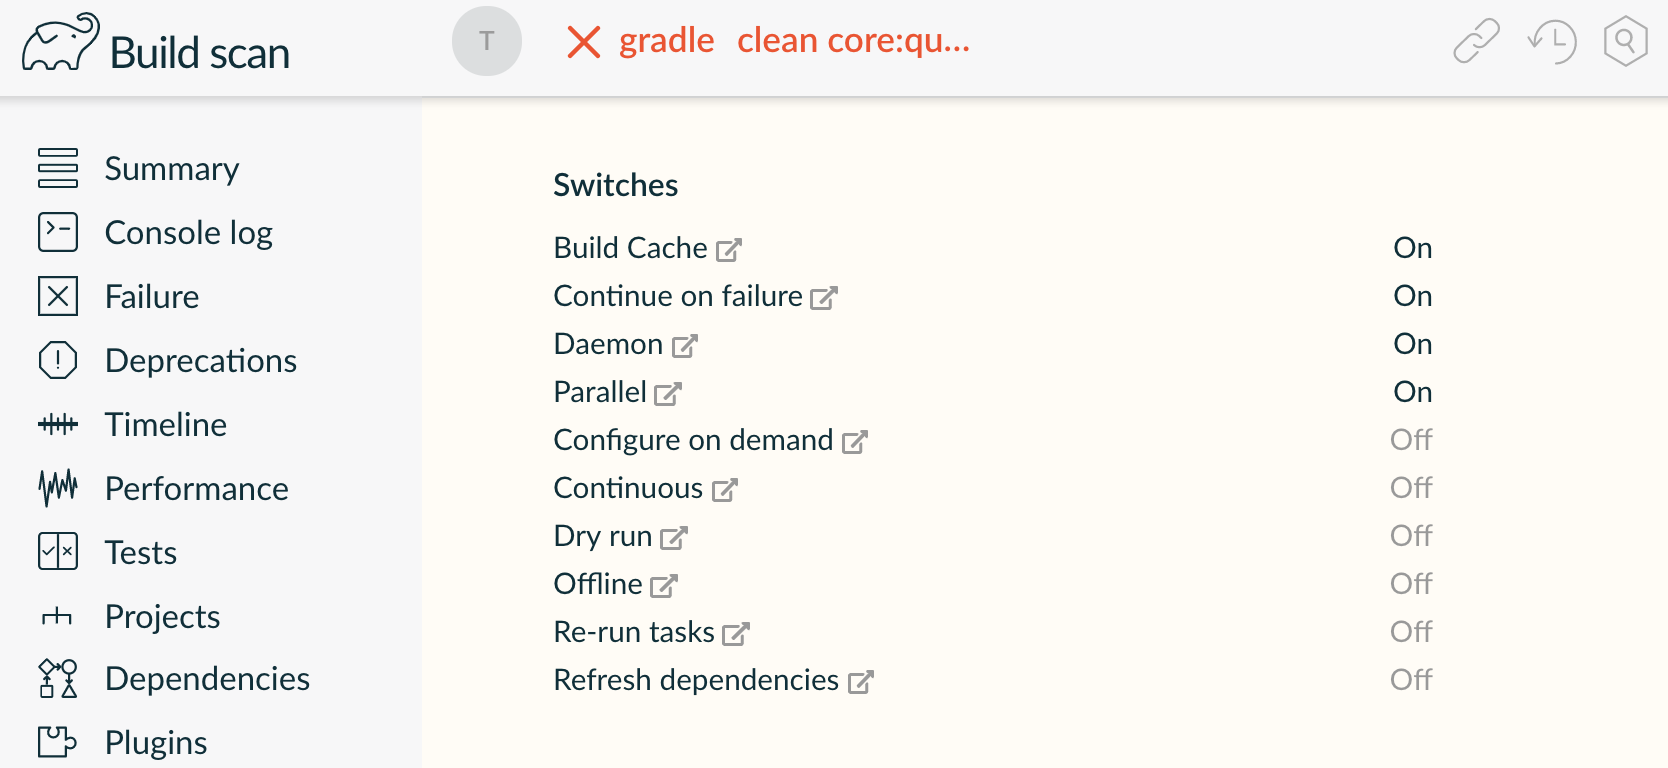 Build scan
T
gradle clean core:qu...
Summary
Console log
Failure
Deprecations
Timeline
Performance
Tests
Projects
Dependencies
Plugins
Switches
Build Cache On
Continue on failure On
Daemon On
Parallel On
Configure on demand Off
Continuous Off
Dry run Off
Offline Off
Re-run tasks Off
Refresh dependencies Off